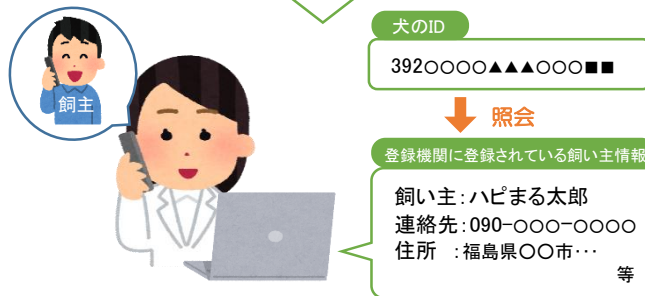 犬のID
392○○○○▲▲▲○○○■■
照会
登録機関に登録されている飼い主情報
飼い主:ハピまる太郎
連絡先:090-○○○-○○○○
住所 :福島県〇〇市…
等
飼主